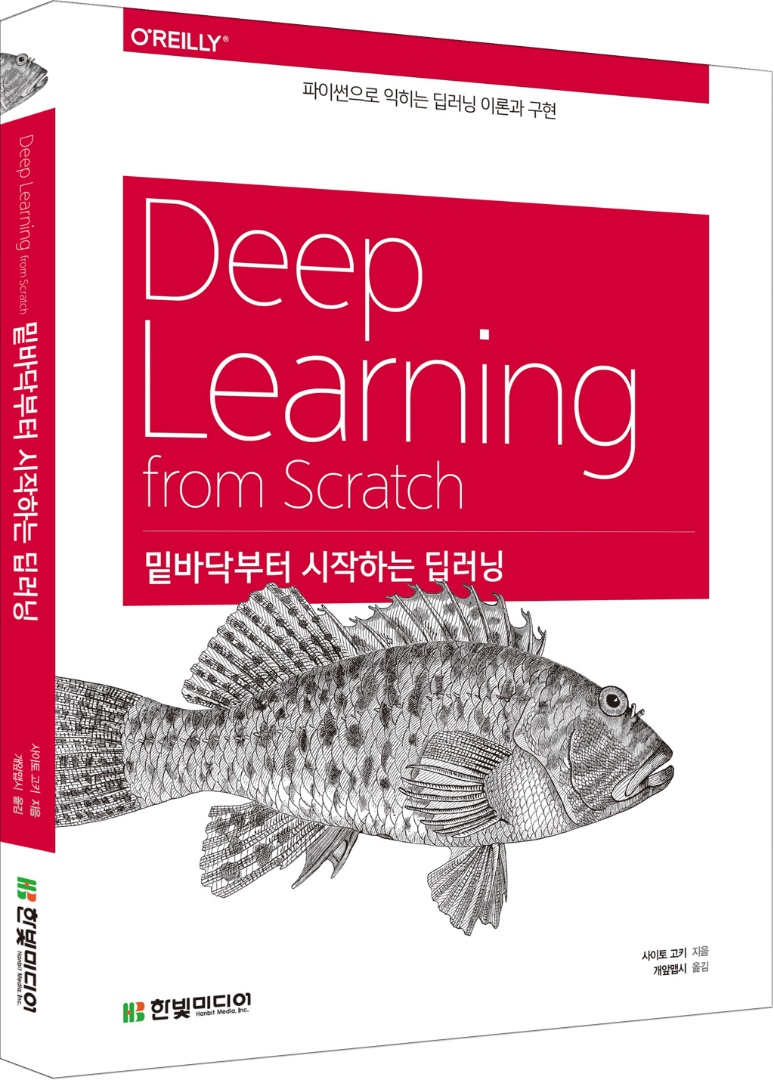 O'REILLY®
파이썬으로 익히는 딥러닝 이론과 구현
Deep
Learning
from Scratch
밑바닥부터 시작하는 딥러닝
사이토 고키 지음
개앞맵시 옮김
HB 한빛미디어
Hanbit Media, Inc.
Deep Learning from Scratch 밑바닥부터 시작하는 딥러닝
사이토 고키 지음
개앞맵시 옮김
HB 한빛미디어
Hanbit Media, Inc.